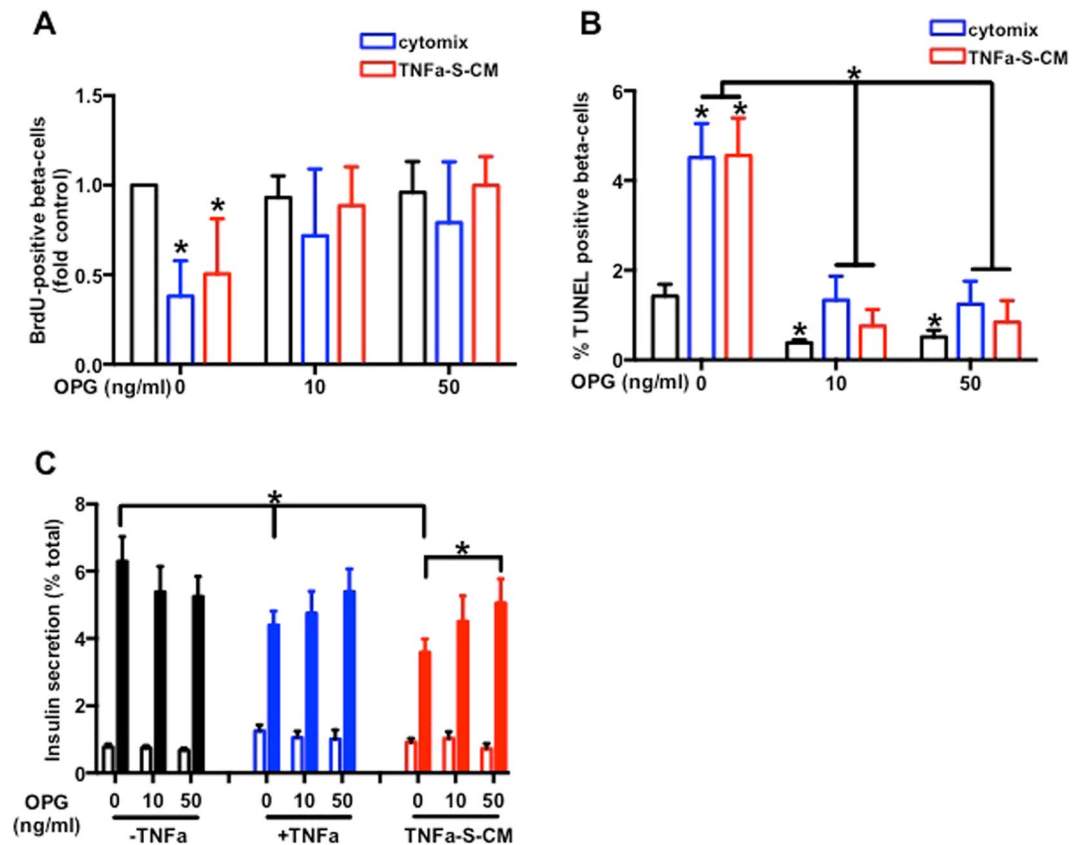 A
cytomix
TNFa-S-CM
BrdU-positive beta-cells
(fold control)
1.5
1.0
0.5
0.0
* *
OPG (ng/ml) 0 10 50
B
cytomix
TNFa-S-CM
% TUNEL positive beta-cells
6
4
2
0
*
* *
* *
OPG (ng/ml) 0 10 50
C
Insulin secretion (% total)
8
6
4
2
0
*
*
OPG 0 10 50 0 10 50 0 10 50
(ng/ml) -TNFa +TNFa TNFa-S-CM